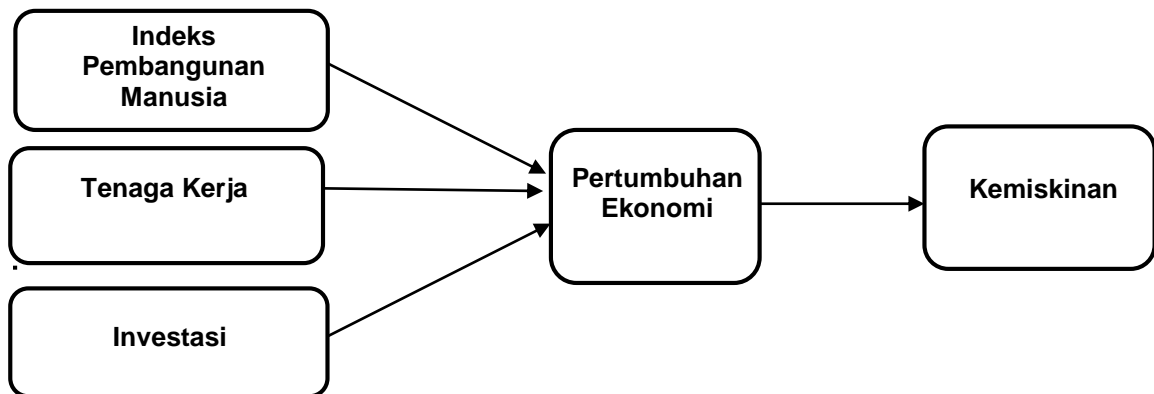 Indeks
Pembangunan
Manusia
Tenaga Kerja
.
Investasi
Pertumbuhan
Ekonomi
Kemiskinan